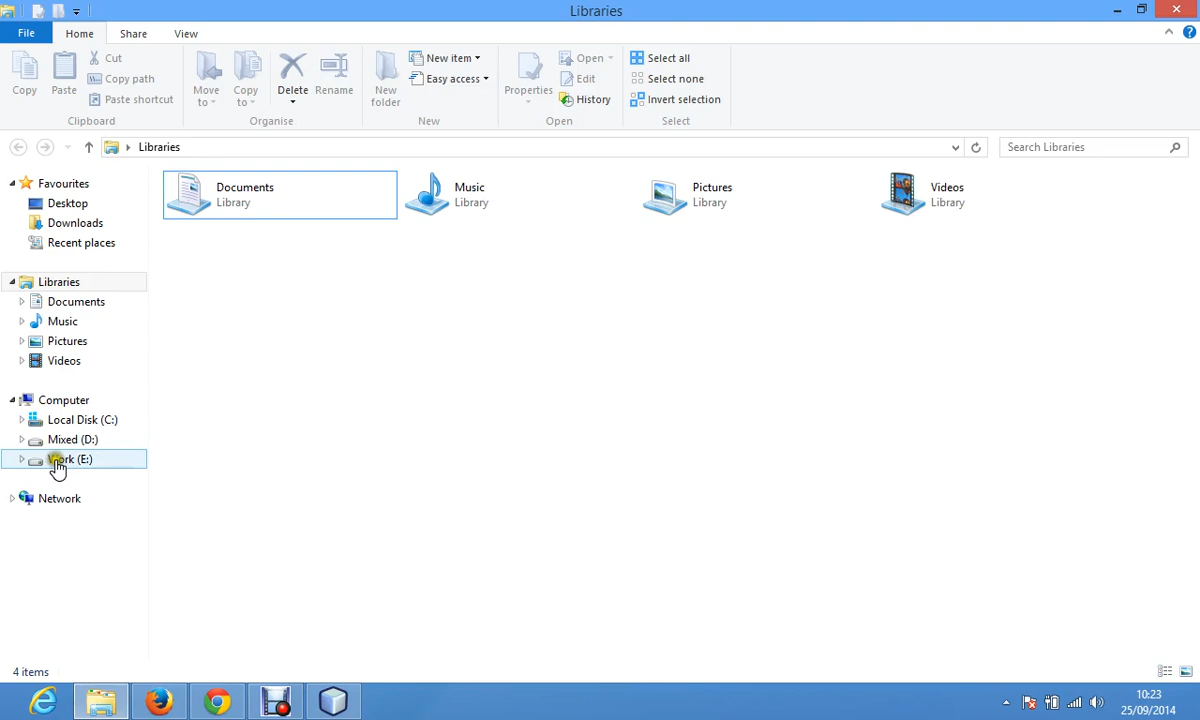 Libraries
File Home Share View
Copy
Paste
Cut
Copy path
Paste shortcut
Clipboard
Move to
Copy to
Delete
Rename
Organise
New folder
New item
Easy access
New
Properties
Open
Edit
History
Open
Select all
Select none
Invert selection
Select
Libraries
Search Libraries
Favourites
Desktop
Downloads
Recent places
Libraries
Documents
Music
Pictures
Videos
Computer
Local Disk (C:)
Mixed (D:)
Work (E:)
Network
Documents
Library
Music
Library
Pictures
Library
Videos
Library
4 items
10:23
25/09/2014